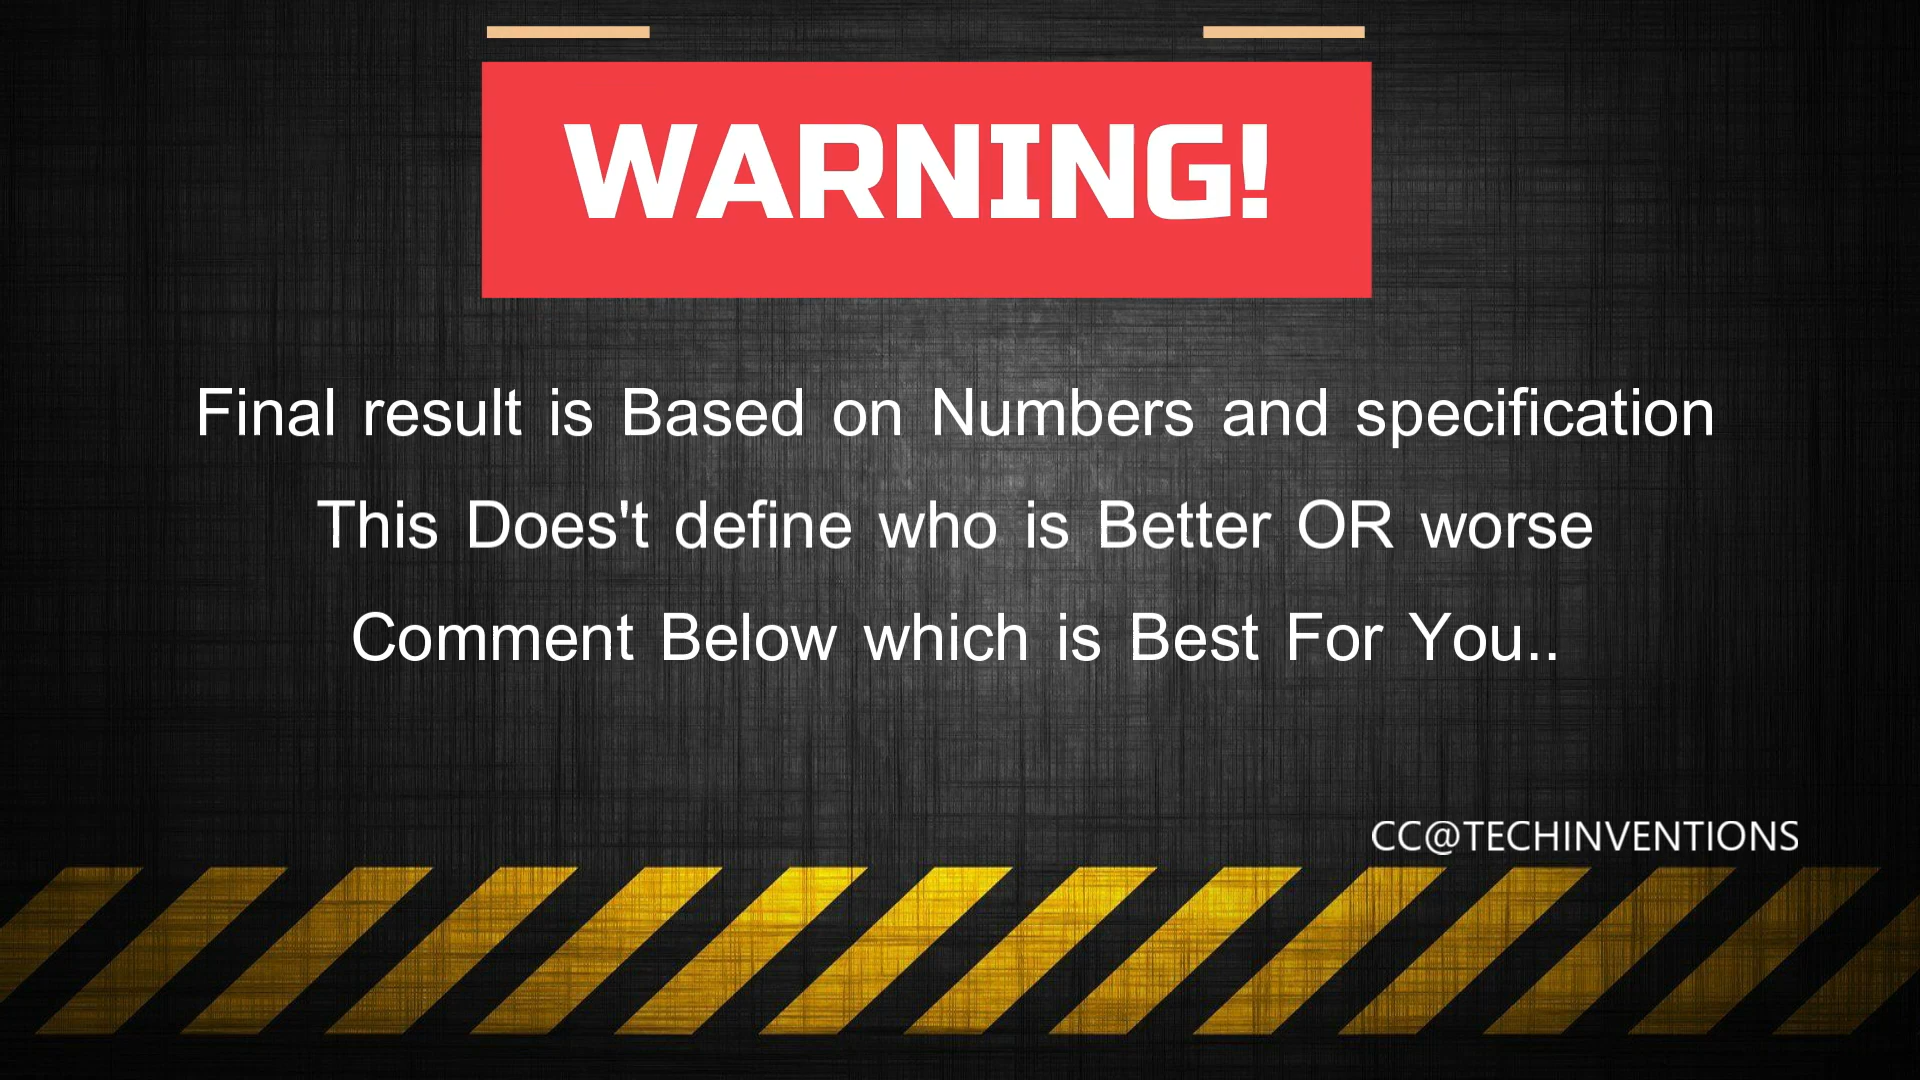 WARNING!
Final result is Based on Numbers and specification
This Does't define who is Better OR worse
Comment Below which is Best For You..
CC@TECHINVENTIONS